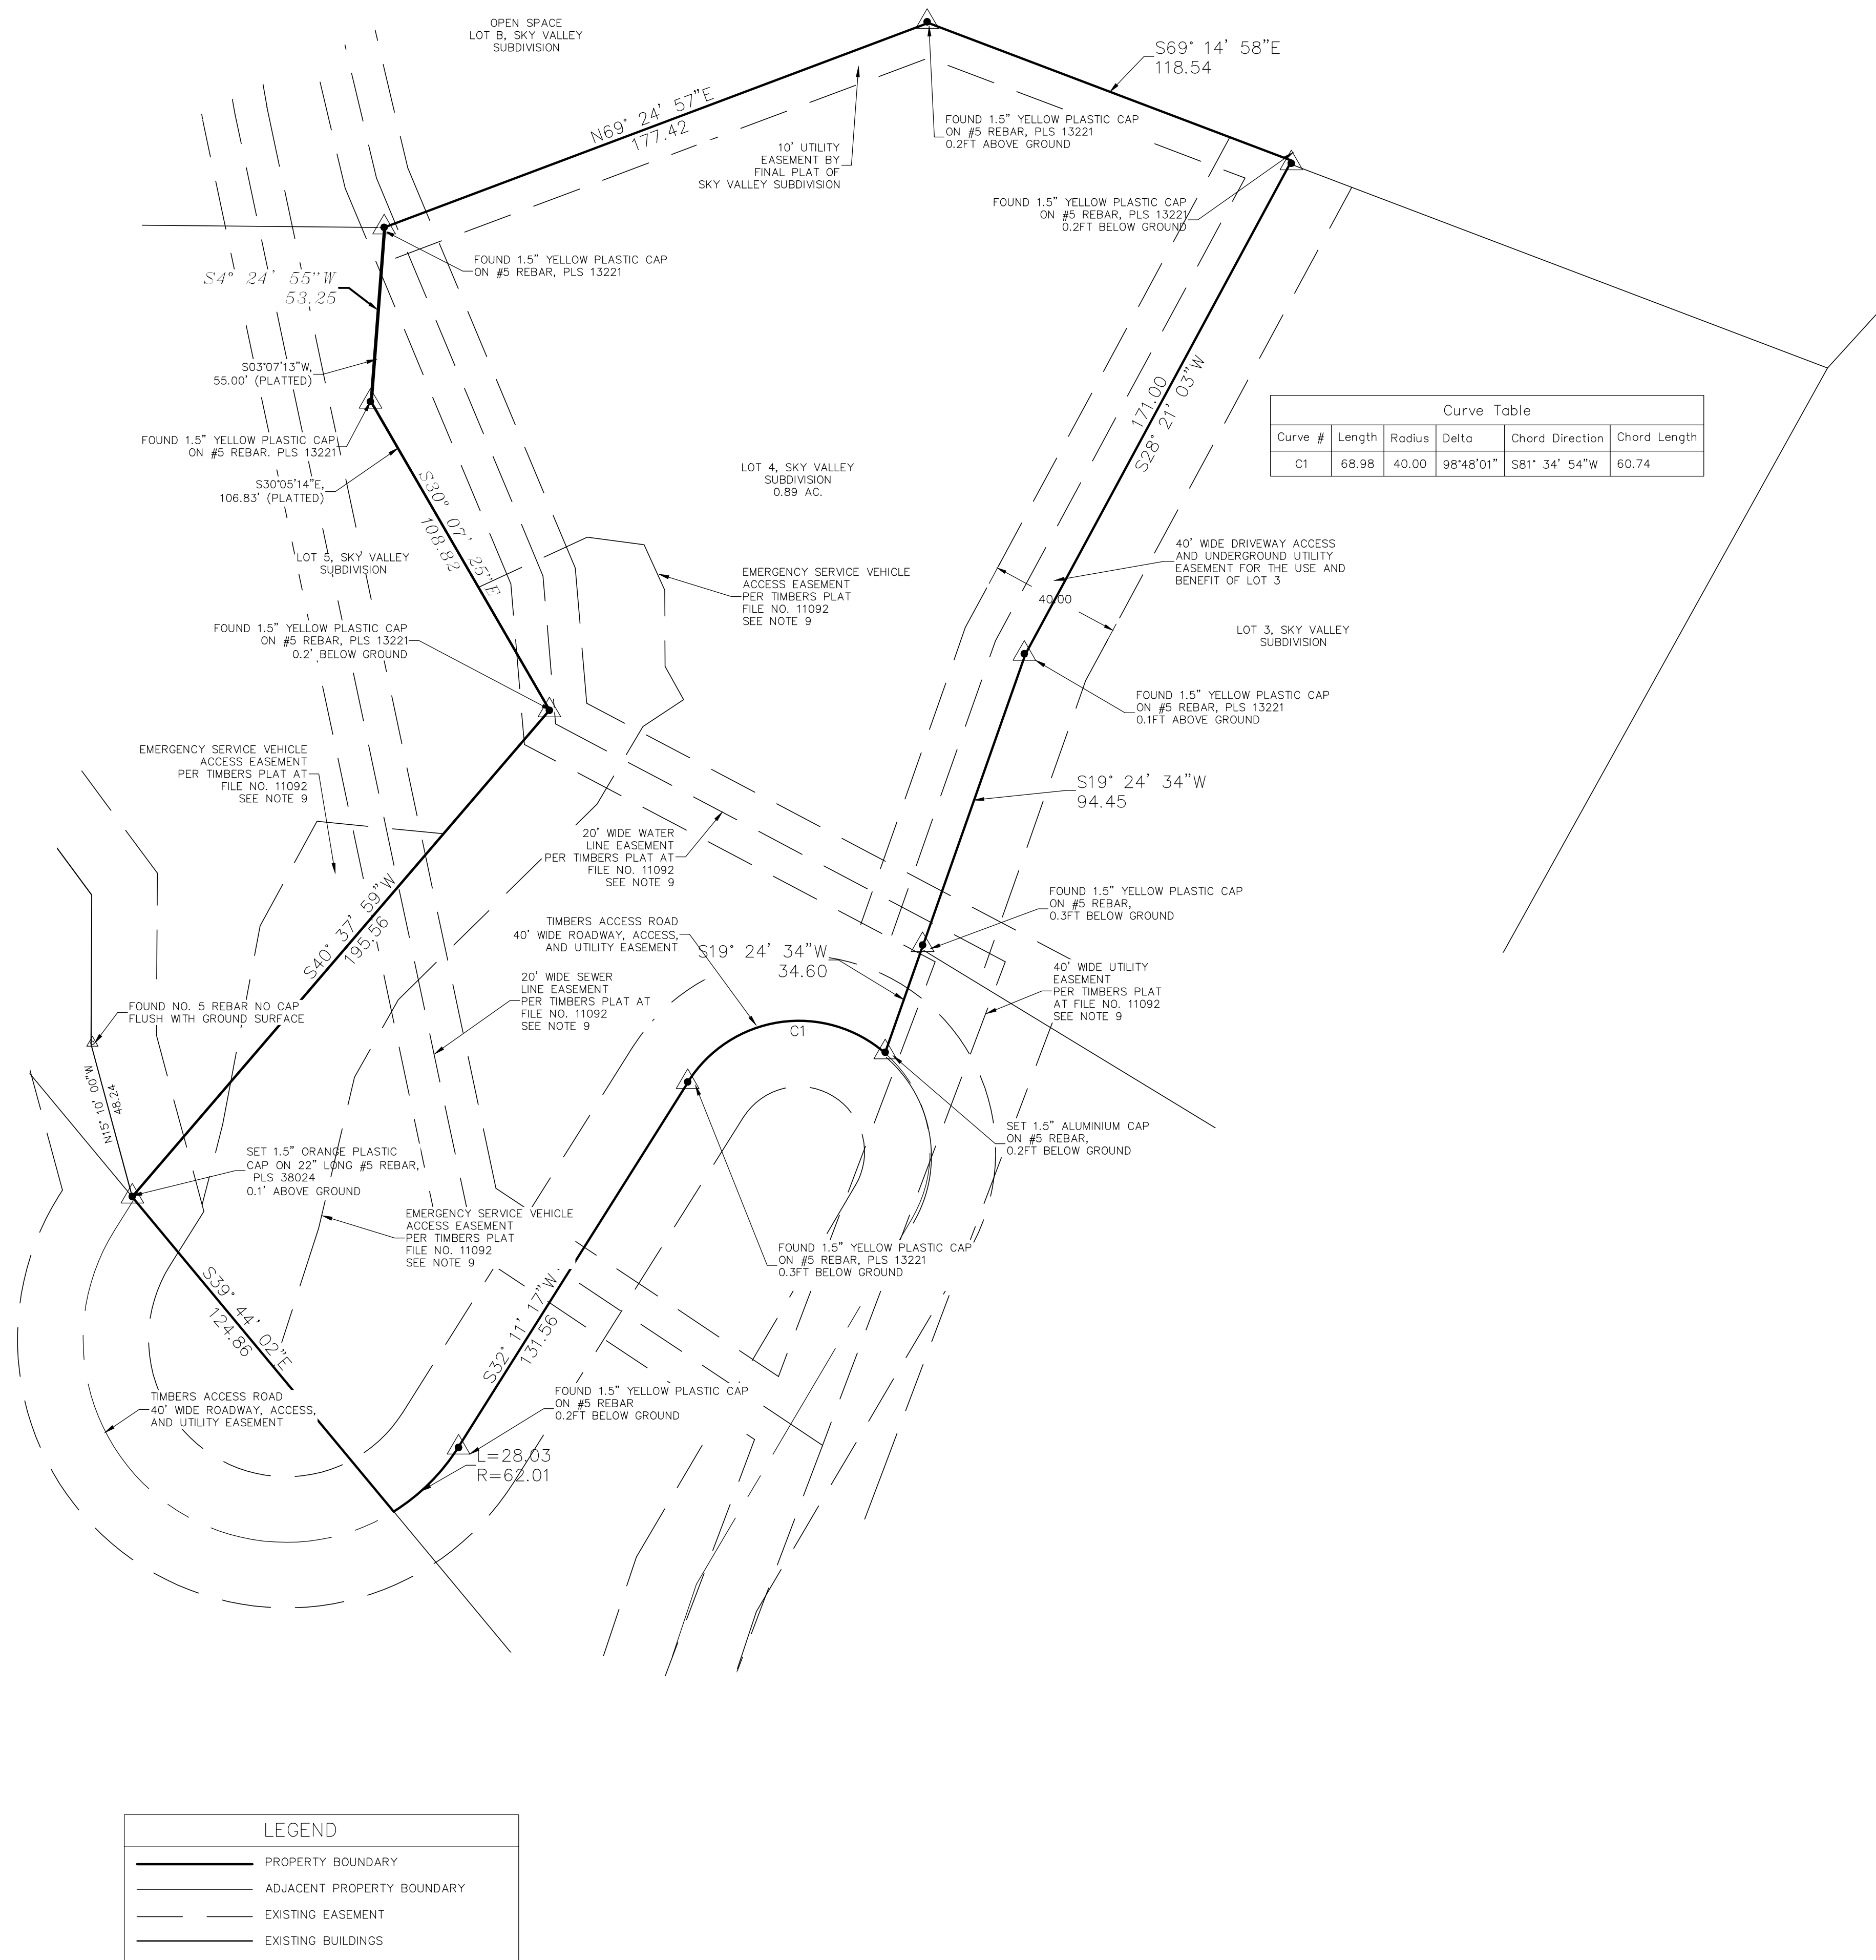 OPEN SPACE
LOT B, SKY VALLEY
SUBDIVISION
S69° 14' 58"E
118.54
N69° 24' 57"E
177.42
FOUND 1.5" YELLOW PLASTIC CAP
ON #5 REBAR, PLS 13221
0.2FT ABOVE GROUND
10' UTILITY
EASEMENT BY
FINAL PLAT OF
SKY VALLEY SUBDIVISION
FOUND 1.5" YELLOW PLASTIC CAP
ON #5 REBAR, PLS 13221
0.2FT BELOW GROUND
FOUND 1.5" YELLOW PLASTIC CAP
ON #5 REBAR, PLS 13221
S4° 24' 55"W
53.25
S03°07'13"W,
55.00' (PLATTED)
FOUND 1.5" YELLOW PLASTIC CAP
ON #5 REBAR. PLS 13221
S30°05'14"E,
106.83' (PLATTED)
S30° 07' 25"E
108.82
LOT 4, SKY VALLEY
SUBDIVISION
0.89 AC.
171.00
S28° 21' 03"W
Curve Table
Curve # Length Radius Delta Chord Direction Chord Length
C1 68.98 40.00 98°48'01" S81° 34' 54"W 60.74
LOT 5, SKY VALLEY
SUBDIVISION
EMERGENCY SERVICE VEHICLE
ACCESS EASEMENT
PER TIMBERS PLAT
FILE NO. 11092
SEE NOTE 9
40' WIDE DRIVEWAY ACCESS
AND UNDERGROUND UTILITY
EASEMENT FOR THE USE AND
BENEFIT OF LOT 3
40.00
LOT 3, SKY VALLEY
SUBDIVISION
FOUND 1.5" YELLOW PLASTIC CAP
ON #5 REBAR, PLS 13221
0.2' BELOW GROUND
FOUND 1.5" YELLOW PLASTIC CAP
ON #5 REBAR, PLS 13221
0.1FT ABOVE GROUND
EMERGENCY SERVICE VEHICLE
ACCESS EASEMENT
PER TIMBERS PLAT AT
FILE NO. 11092
SEE NOTE 9
S19° 24' 34"W
94.45
20' WIDE WATER
LINE EASEMENT
PER TIMBERS PLAT AT
FILE NO. 11092
SEE NOTE 9
S40° 37' 59"W
195.56
FOUND 1.5" YELLOW PLASTIC CAP
ON #5 REBAR,
0.3FT BELOW GROUND
TIMBERS ACCESS ROAD
40' WIDE ROADWAY, ACCESS,
AND UTILITY EASEMENT
S19° 24' 34"W
34.60
20' WIDE SEWER
LINE EASEMENT
PER TIMBERS PLAT AT
FILE NO. 11092
SEE NOTE 9
40' WIDE UTILITY
EASEMENT
PER TIMBERS PLAT
AT FILE NO. 11092
SEE NOTE 9
FOUND NO. 5 REBAR NO CAP
FLUSH WITH GROUND SURFACE
C1
N15° 10' 00"W
48.24
SET 1.5" ALUMINIUM CAP
ON #5 REBAR,
0.2FT BELOW GROUND
SET 1.5" ORANGE PLASTIC
CAP ON 22" LONG #5 REBAR,
PLS 38024
0.1' ABOVE GROUND
EMERGENCY SERVICE VEHICLE
ACCESS EASEMENT
PER TIMBERS PLAT
FILE NO. 11092
SEE NOTE 9
FOUND 1.5" YELLOW PLASTIC CAP
ON #5 REBAR, PLS 13221
0.3FT BELOW GROUND
S39° 44' 02"E
124.86
S32° 11' 17"W
131.56
TIMBERS ACCESS ROAD
40' WIDE ROADWAY, ACCESS,
AND UTILITY EASEMENT
FOUND 1.5" YELLOW PLASTIC CAP
ON #5 REBAR
0.2FT BELOW GROUND
L=28.03
R=62.01
LEGEND
PROPERTY BOUNDARY
ADJACENT PROPERTY BOUNDARY
EXISTING EASEMENT
EXISTING BUILDINGS